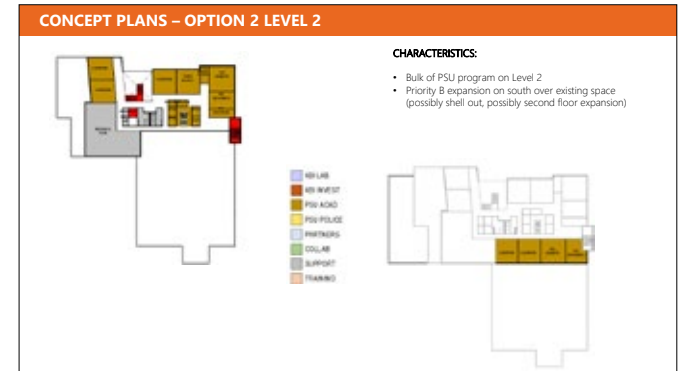 CONCEPT PLANS – OPTION 2 LEVEL 2
CHARACTERISTICS:
• Bulk of PSU program on Level 2
• Priority B expansion on south over existing space
(possibly shell out, possibly second floor expansion)
KBI LAB
KBI INVEST
PSU ACAD
PSU POLICE
PARTNERS
COLLAB
SUPPORT
TRAINING